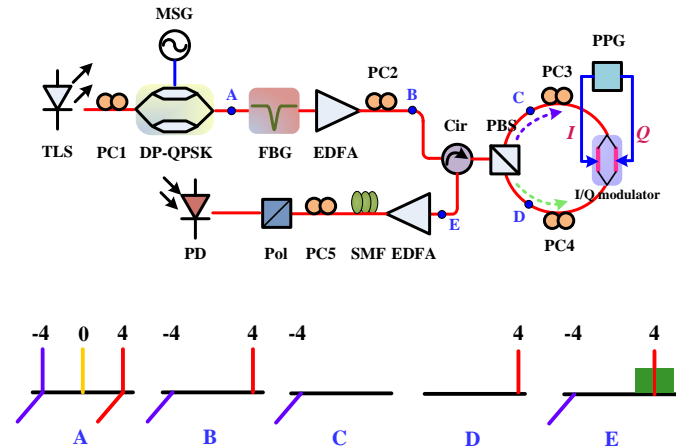 MSG
PPG
PC2
PC3
A
B
C
Cir
PBS
I
Q
TLS
PC1
DP-QPSK
FBG
EDFA
I/Q modulator
D
E
PC4
PD
Pol
PC5
SMF
EDFA
-4 0 4
-4 4
-4
4
-4 4
A B C D E